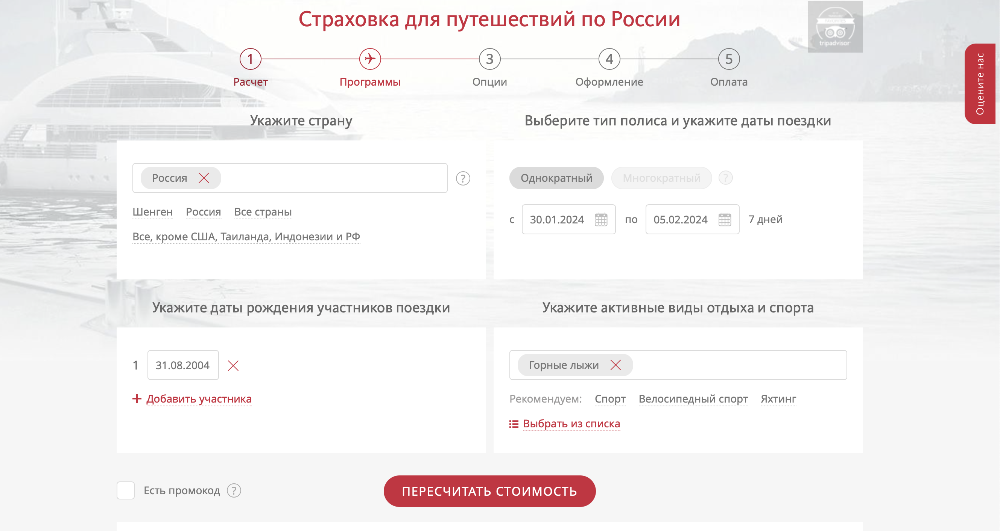 Страховка для путешествий по России
FAVORITES
tripadvisor
1
3
4
5
Расчет
Программы
Опции
Оформление
Оплата
Оцените нас
Укажите страну
Россия
?
Шенген Россия Все страны
Все, кроме США, Таиланда, Индонезии и РФ
Выберите тип полиса и укажите даты поездки
Однократный Многократный ?
с 30.01.2024 по 05.02.2024 7 дней
Укажите даты рождения участников поездки
1 31.08.2004
+ Добавить участника
Укажите активные виды отдыха и спорта
Горные лыжи
Рекомендуем: Спорт Велосипедный спорт Яхтинг
Выбрать из списка
Есть промокод ?
ПЕРЕСЧИТАТЬ СТОИМОСТЬ